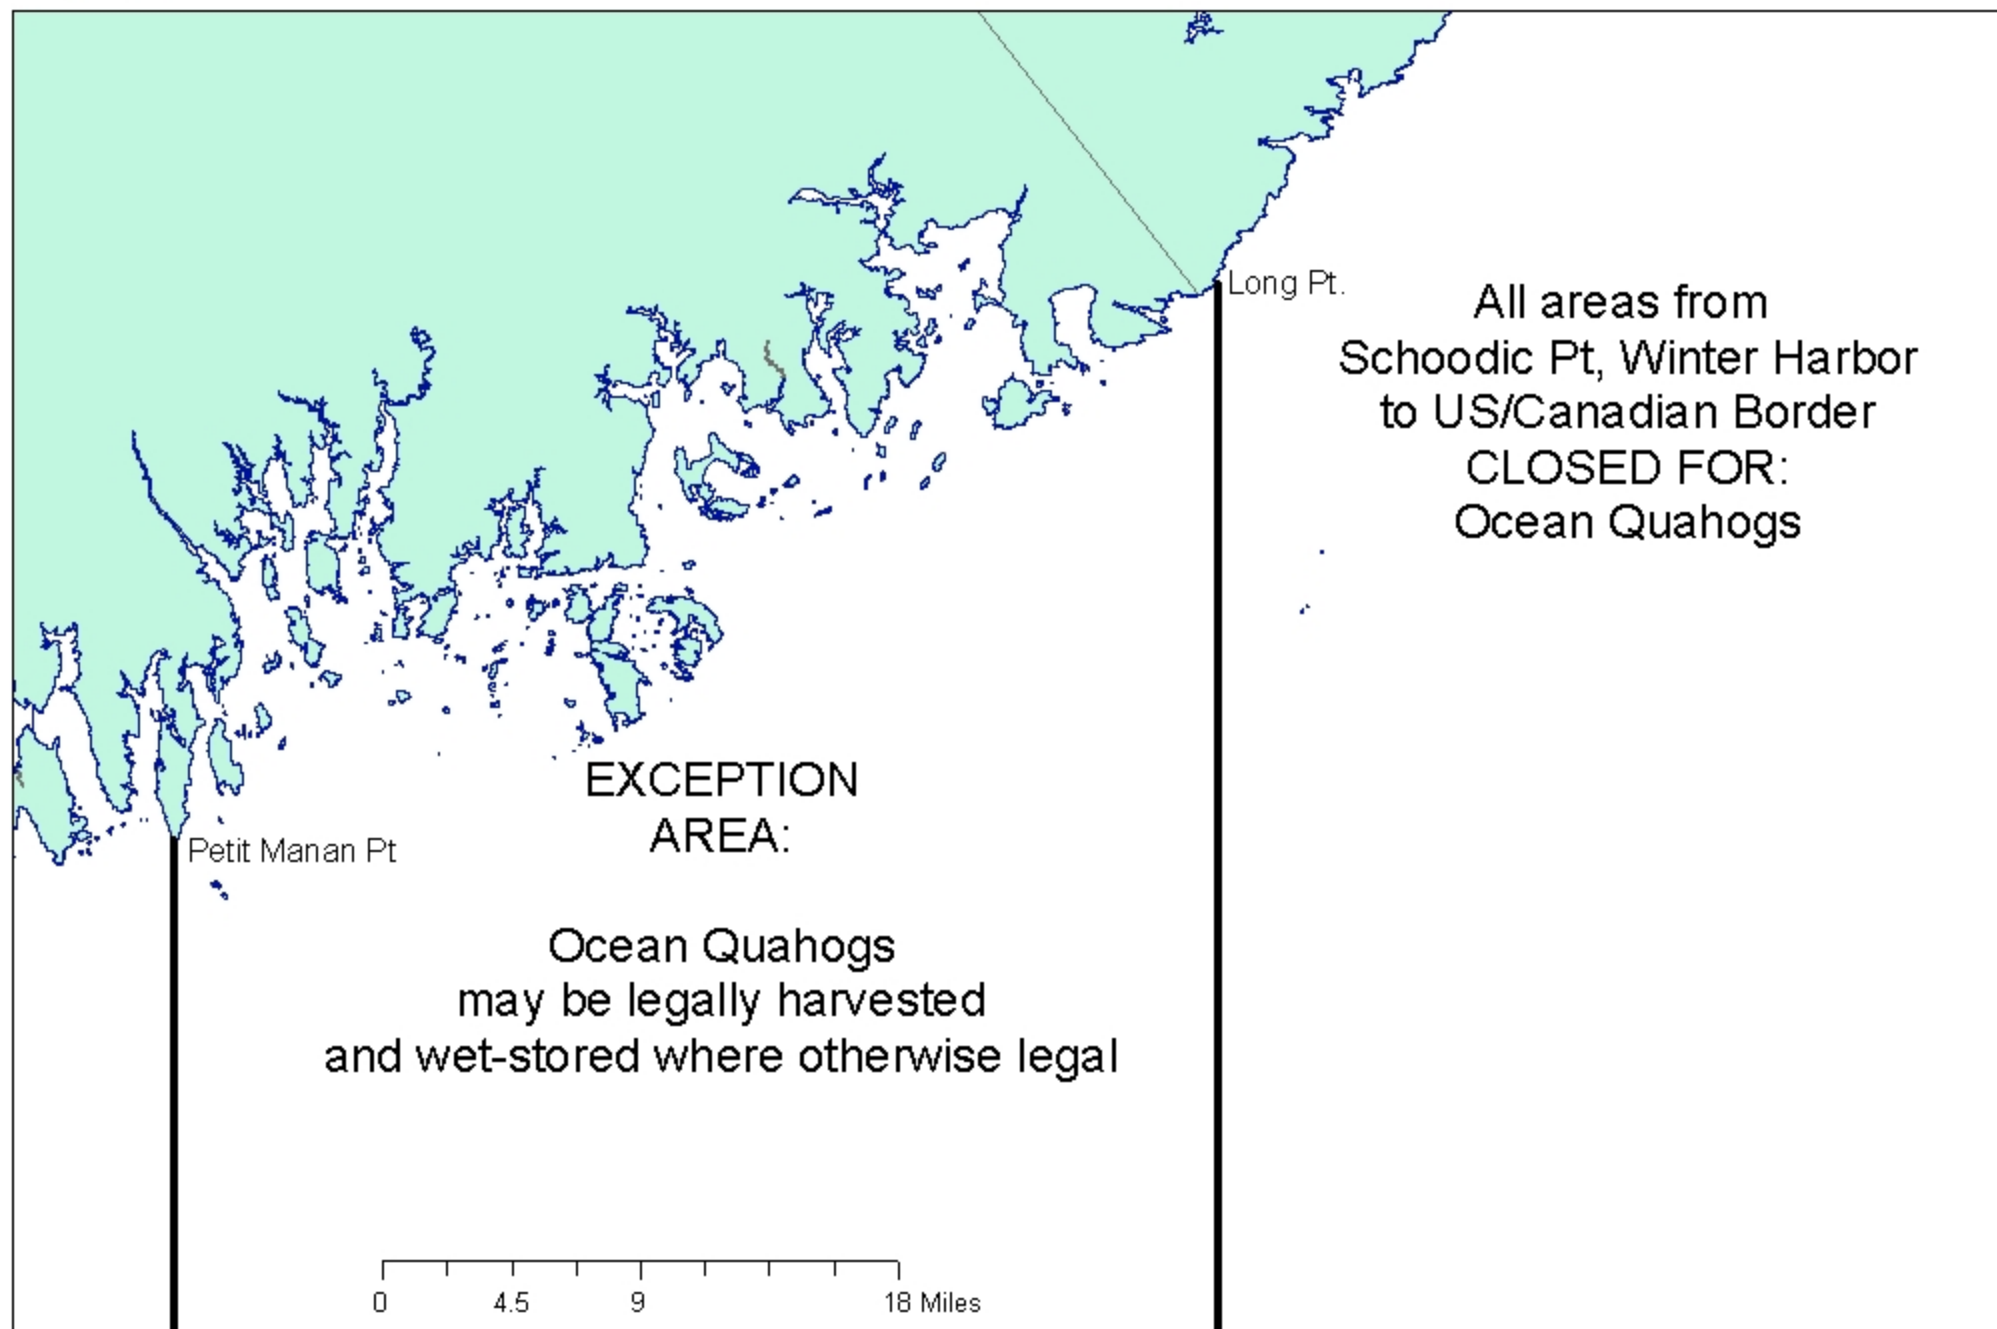 Long Pt.
All areas from
Schoodic Pt, Winter Harbor
to US/Canadian Border
CLOSED FOR:
Ocean Quahogs
EXCEPTION
AREA:
Petit Manan Pt
Ocean Quahogs
may be legally harvested
and wet-stored where otherwise legal
0 4.5 9 18 Miles